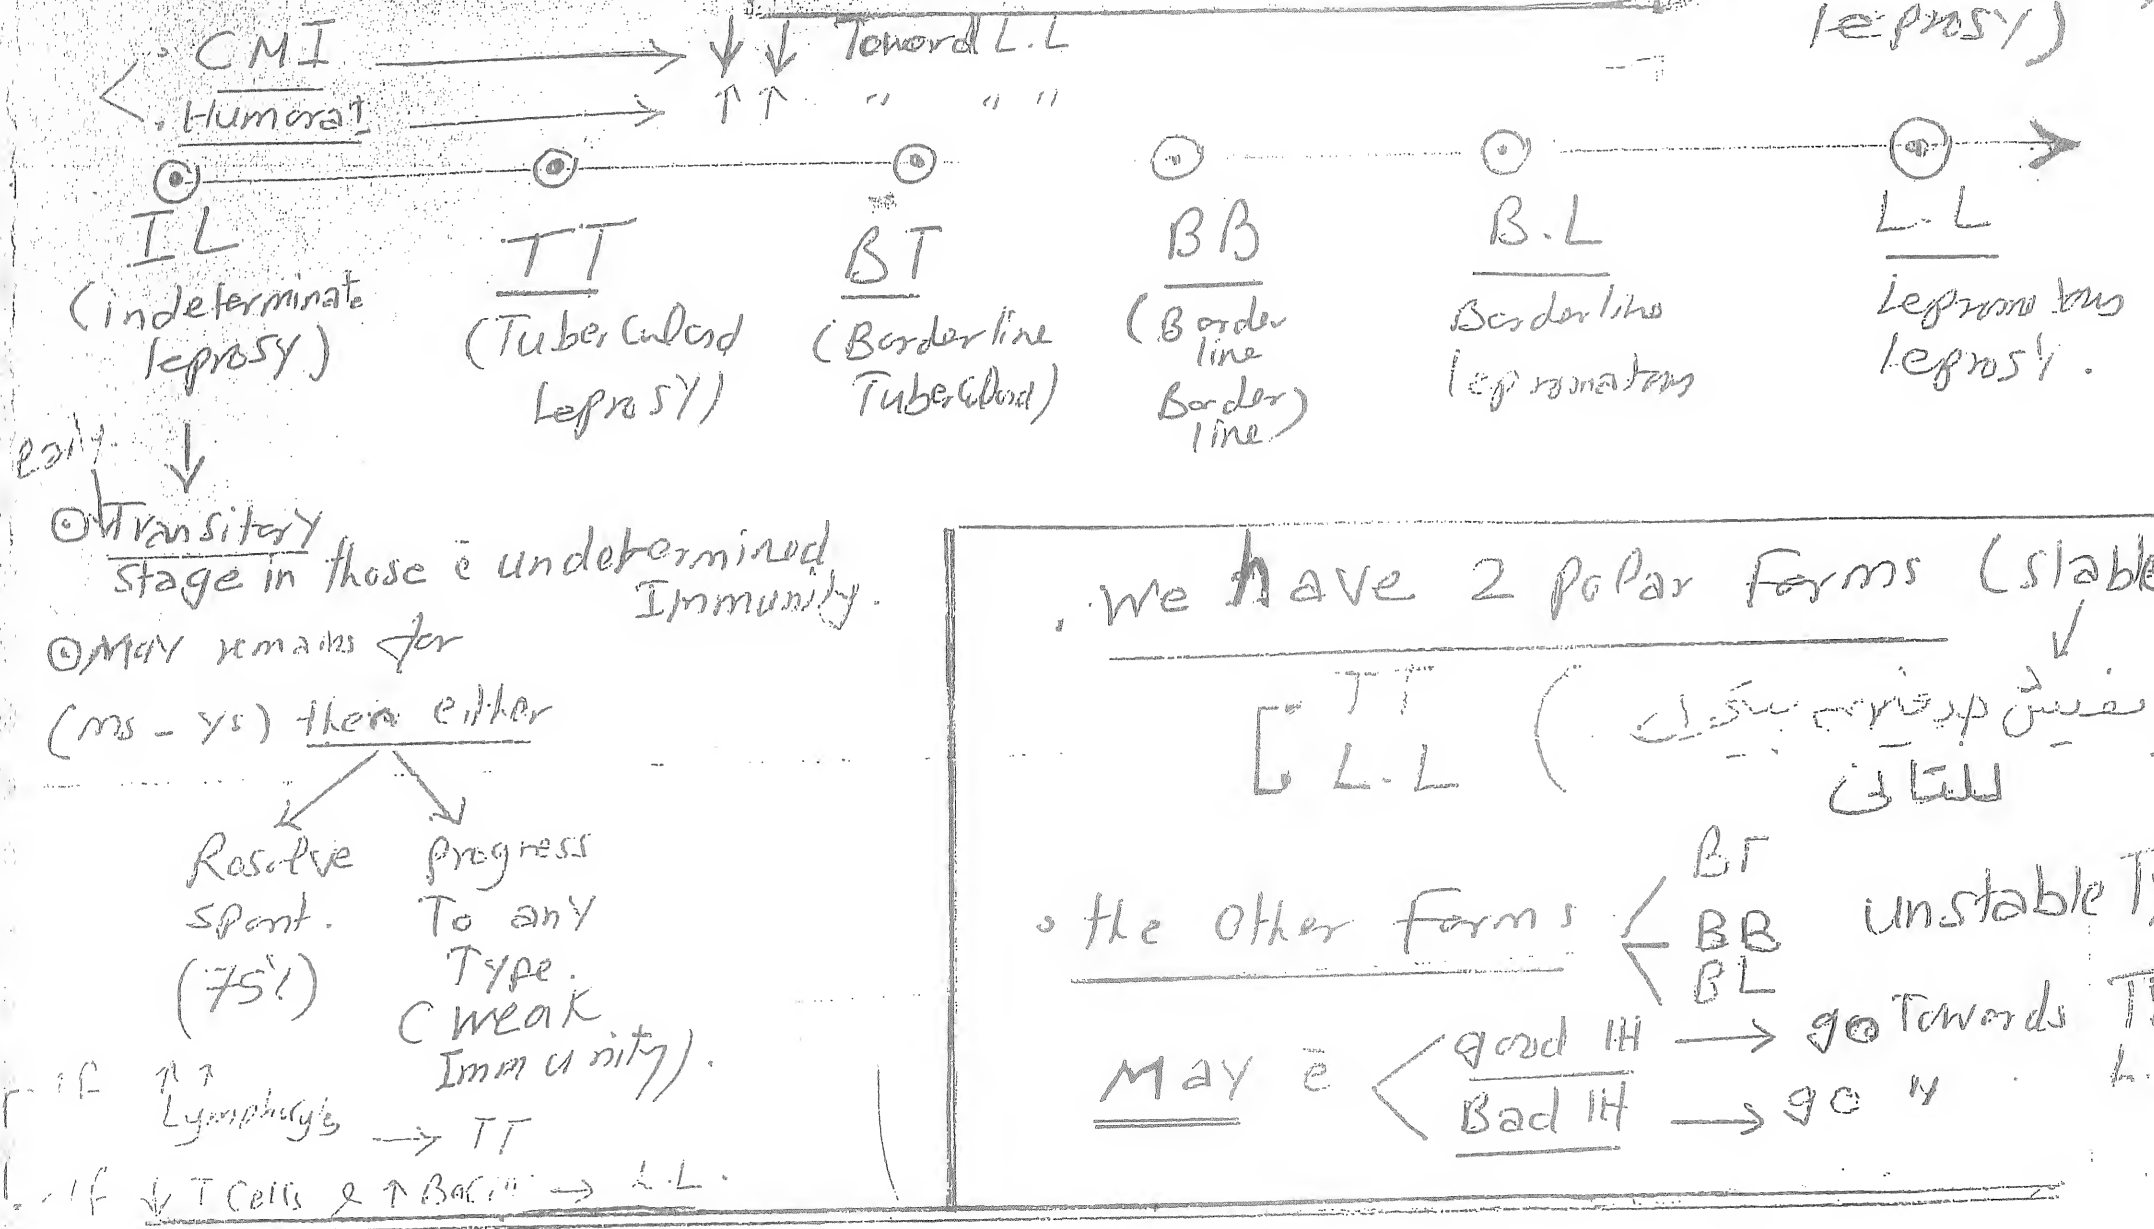 leprosy)
. CMI → ↓ ↓ Toward L.L
. Humoral → ↑ ↑ " " "
IL TT BT BB B.L L.L
(indeterminate leprosy)
(Tuberculoid Leprosy)
(Borderline Tuberculoid)
(Border line Border line)
Borderline lepromatous
Lepromatous leprosy.
early
⊙ Transitory
stage in those c̄ undetermined
Immunity.
⊙ May remains for
(ms - ys) then either
Resolve spont. (75%)
progress To any Type. (weak Immunity).
- if ↑ ↑ Lymphocytes → TT
- If ↓ T Cells & ↑ Bacilli → L.L.
. We have 2 polar forms (stable
TT
L.L
للتانى
• the other forms
BT
BB
BL
unstable
May c̄
good IH → go Towards
Bad IH → go "
L.